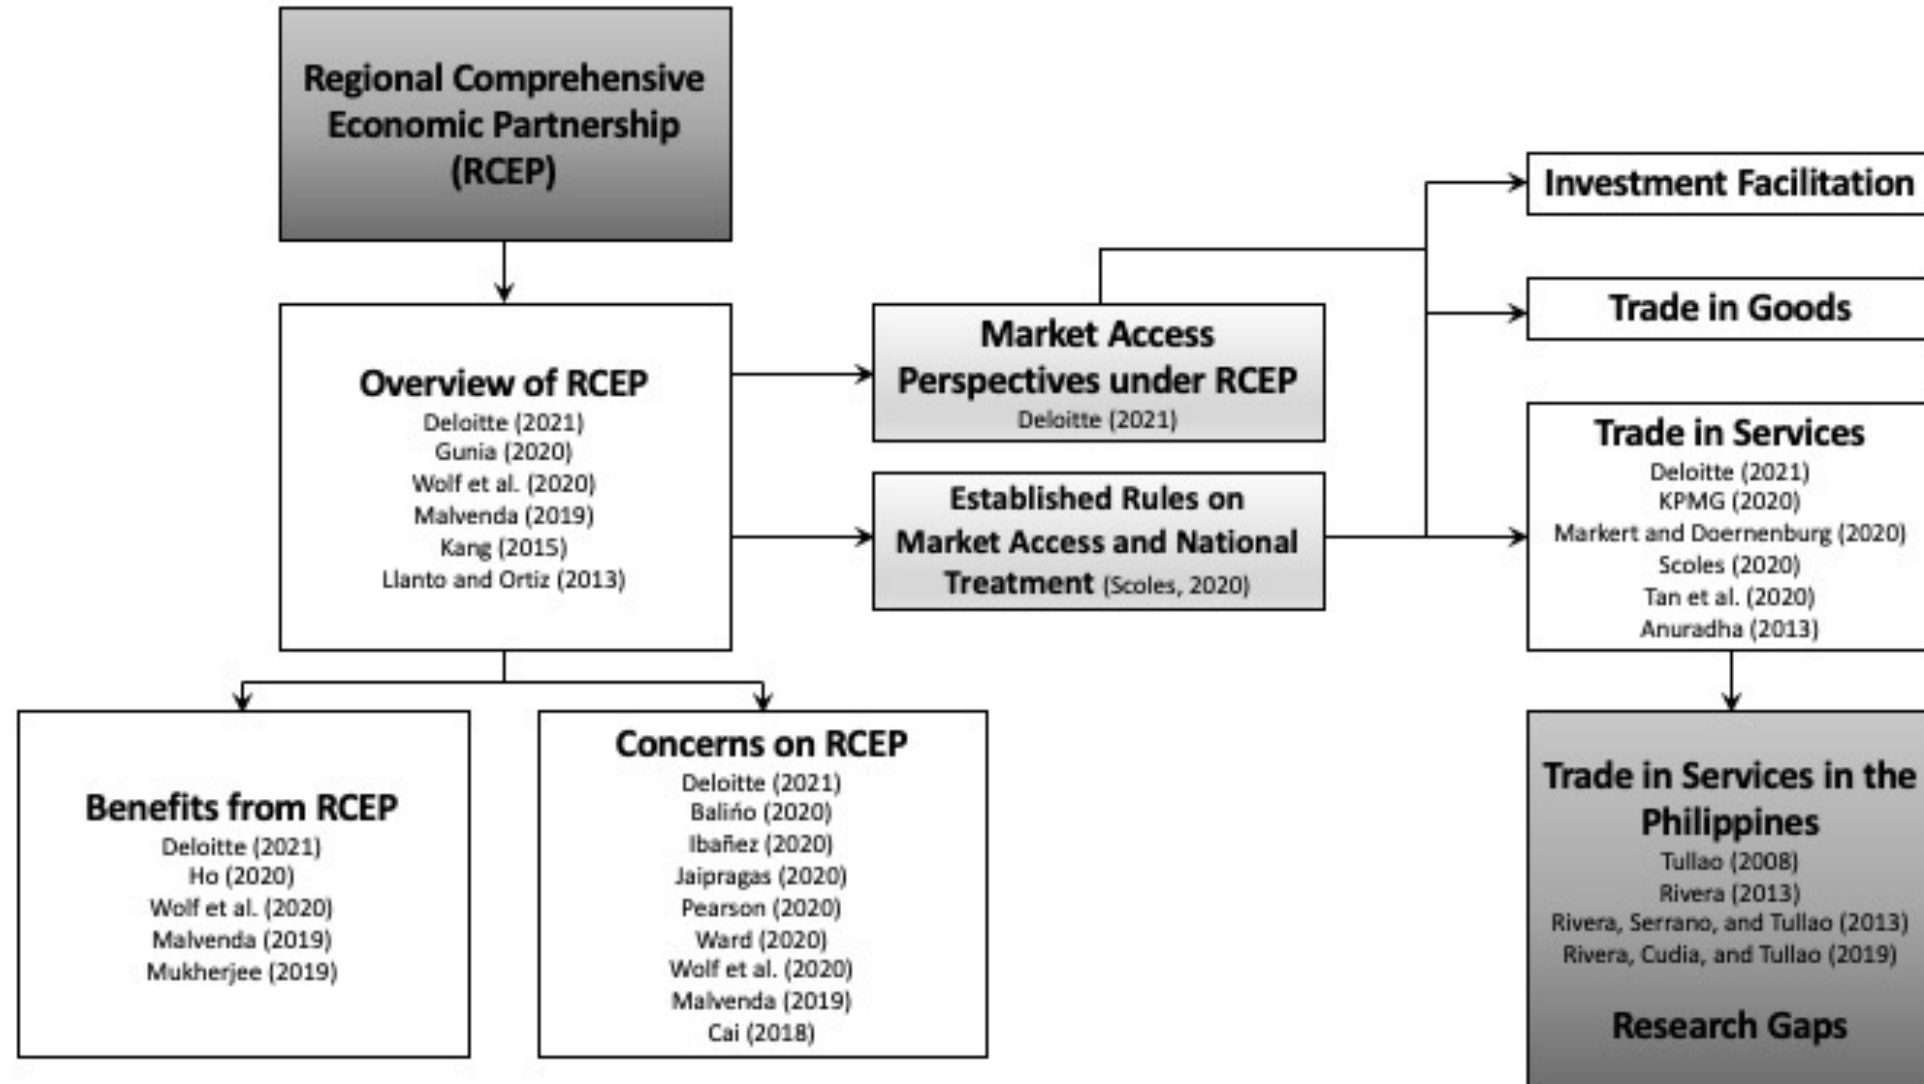 Regional Comprehensive
Economic Partnership
(RCEP)
Overview of RCEP
Deloitte (2021)
Gunia (2020)
Wolf et al. (2020)
Malvenda (2019)
Kang (2015)
Llanto and Ortiz (2013)
Market Access
Perspectives under RCEP
Deloitte (2021)
Established Rules on
Market Access and National
Treatment (Scoles, 2020)
Investment Facilitation
Trade in Goods
Trade in Services
Deloitte (2021)
KPMG (2020)
Markert and Doernenburg (2020)
Scoles (2020)
Tan et al. (2020)
Anuradha (2013)
Benefits from RCEP
Deloitte (2021)
Ho (2020)
Wolf et al. (2020)
Malvenda (2019)
Mukherjee (2019)
Concerns on RCEP
Deloitte (2021)
Balińo (2020)
Ibañez (2020)
Jaipragas (2020)
Pearson (2020)
Ward (2020)
Wolf et al. (2020)
Malvenda (2019)
Cai (2018)
Trade in Services in the
Philippines
Tullao (2008)
Rivera (2013)
Rivera, Serrano, and Tullao (2013)
Rivera, Cudia, and Tullao (2019)
Research Gaps